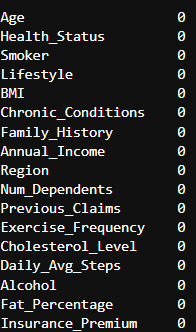 Age 0
Health_Status 0
Smoker 0
Lifestyle 0
BMI 0
Chronic_Conditions 0
Family_History 0
Annual_Income 0
Region 0
Num_Dependents 0
Previous_Claims 0
Exercise_Frequency 0
Cholesterol_Level 0
Daily_Avg_Steps 0
Alcohol 0
Fat_Percentage 0
Insurance_Premium 0